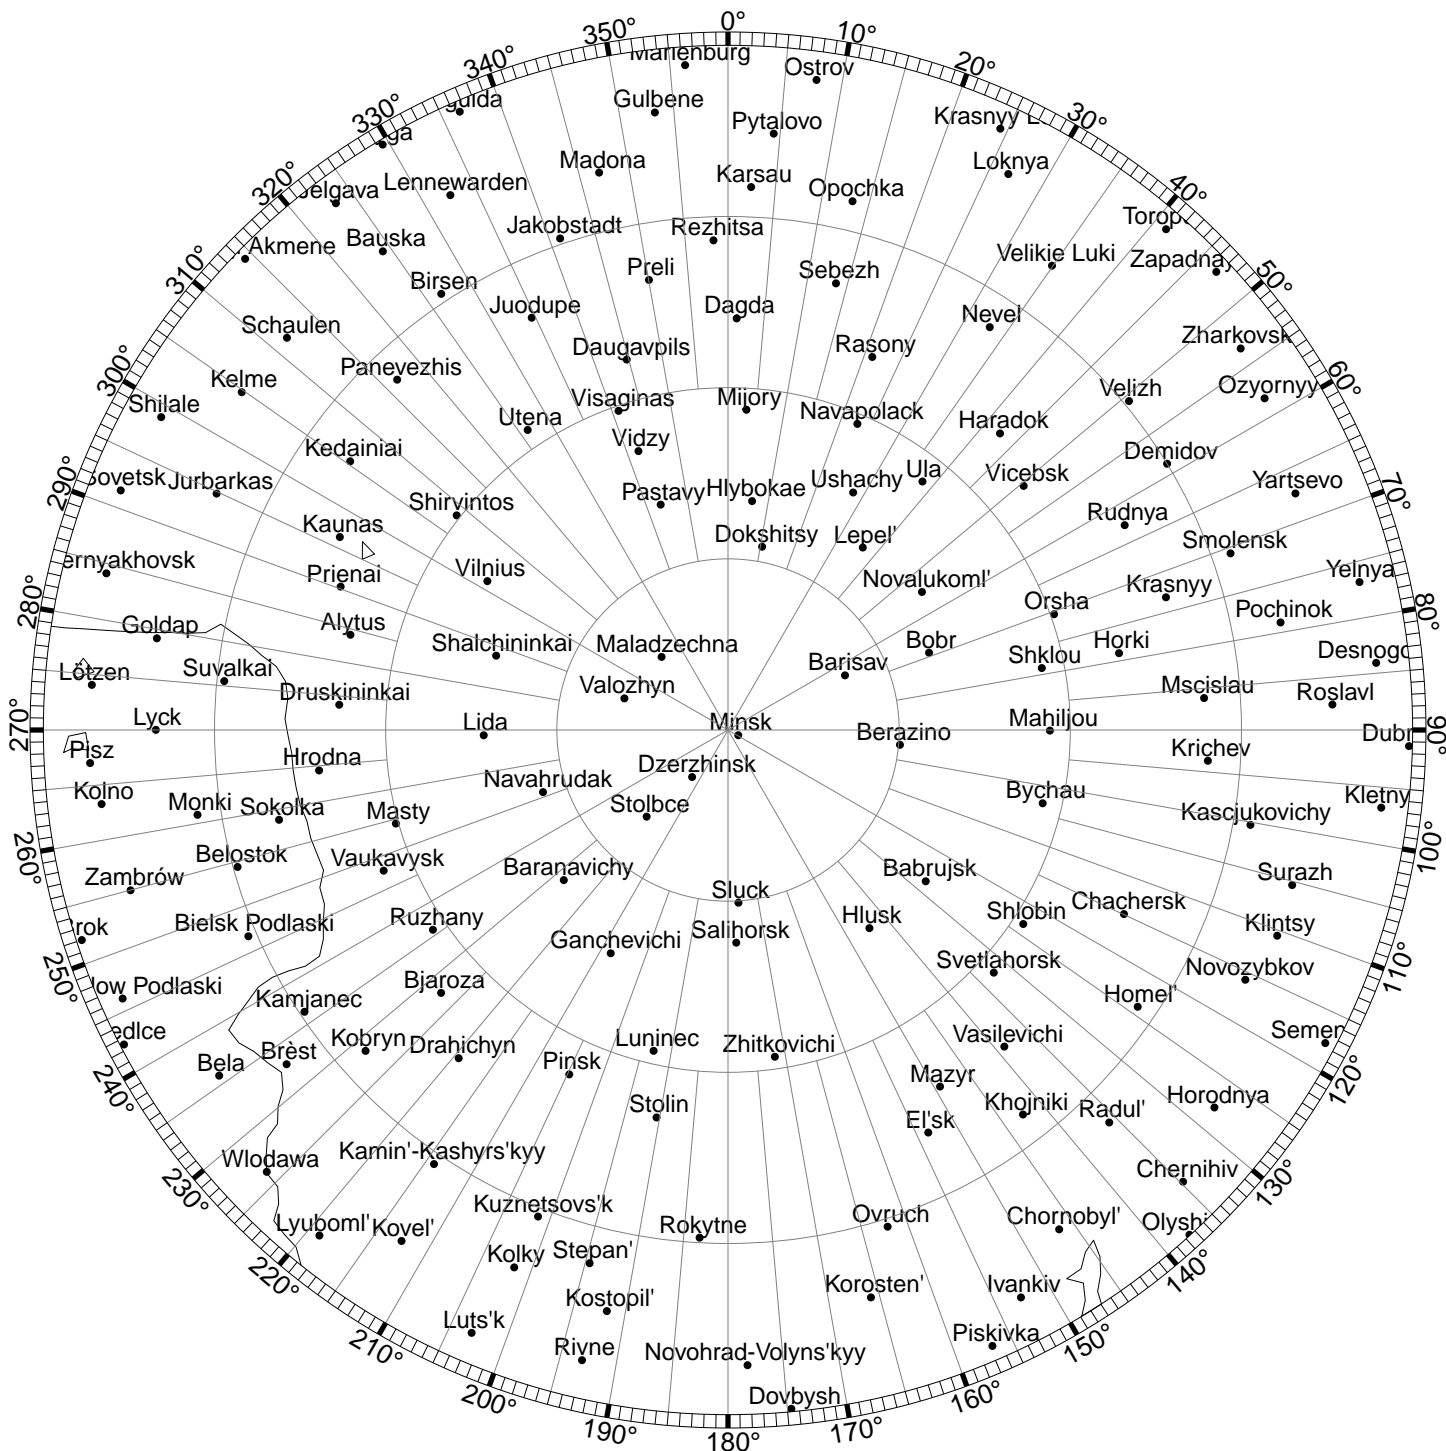 0°
350°
10°
340°
Marienburg
Ostrov
20°
330°
Gulbene
Pytalovo
Krasnyy
30°
Madona
Karsau
Opochka
Loknya
320°
Jelgava
Lennewarden
40°
Jakobstadt
Rezhitsa
Akmene
Bauska
Velikie Luki
310°
Birsen
Preli
Sebezh
50°
Juodupe
Dagda
Nevel
Schaulen
Daugavpils
Rasony
Zharkovsk
300°
Kelme
Panevezhis
Velizh
Ozyornyy
60°
Shilale
Utena
Visaginas
Mijory
Navapolack
Haradok
Kedainiai
Vidzy
Demidov
290°
Sovetsk
Jurbarkas
Shirvintos
Pastavy
Hlybokae
Ushachy
Ula
Vicebsk
Yartsevo
70°
Kaunas
Dokshitsy
Lepel'
Rudnya
Smolensk
ernyakhovsk
Prienai
Vilnius
Novalukoml'
Orsha
Krasnyy
Yelnya
280°
Goldap
Alytus
Shalchininkai
Maladzechna
Bobr
Shklou
Horki
Pochinok
80°
Lötzen
Suvalkai
Druskininkai
Valozhyn
Barisav
Mscislau
Roslavl
270°
Lyck
Lida
Minsk
Berazino
Mahiljou
90°
Pisz
Hrodna
Dzerzhinsk
Krichev
Kolno
Monki
Sokolka
Masty
Navahrudak
Stolbce
Bychau
Kascjukovichy
Kletny
260°
Zambrów
Belostok
Vaukavysk
Baranavichy
Babrujsk
Surazh
100°
Bielsk Podlaski
Ruzhany
Ganchevichi
Sluck
Salihorsk
Hlusk
Shlobin
Chachersk
Klintsy
250°
low Podlaski
Kamjanec
Bjaroza
Svetlahorsk
Homel'
Novozybkov
110°
edlce
Bela
Brèst
Kobryn
Drahichyn
Pinsk
Luninec
Zhitkovichi
Vasilevichi
Semen
240°
Stolin
Mazyr
El'sk
Khojniki
Radul'
Horodnya
120°
Wlodawa
Kamin'-Kashyrs'kyy
Chernihiv
230°
Lyuboml'
Kovel'
Kuznetsovs'k
Rokytne
Ovruch
Chornobyl'
130°
220°
Kolky
Stepan'
Korosten'
Ivankiv
140°
Luts'k
Kostopil'
Piskivka
210°
Rivne
Novohrad-Volyns'kyy
150°
200°
Dovbysh
160°
190°
180°
170°